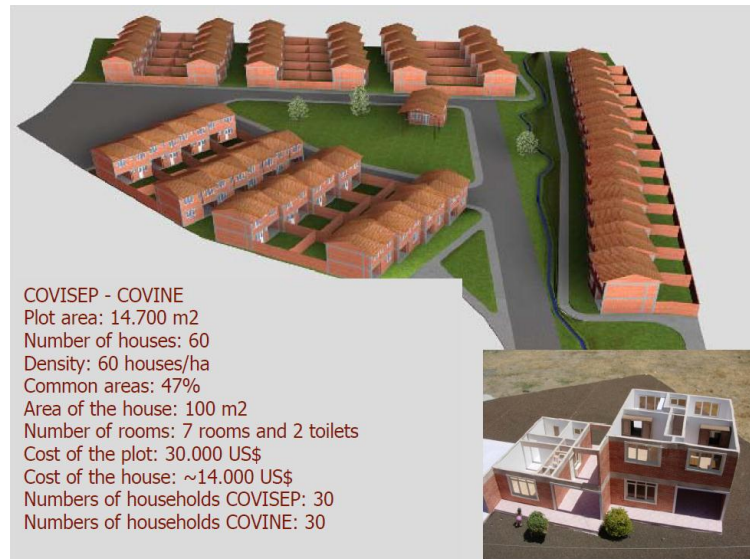 COVISEP - COVINE
Plot area: 14.700 m2
Number of houses: 60
Density: 60 houses/ha
Common areas: 47%
Area of the house: 100 m2
Number of rooms: 7 rooms and 2 toilets
Cost of the plot: 30.000 US$
Cost of the house: ~14.000 US$
Numbers of households COVISEP: 30
Numbers of households COVINE: 30